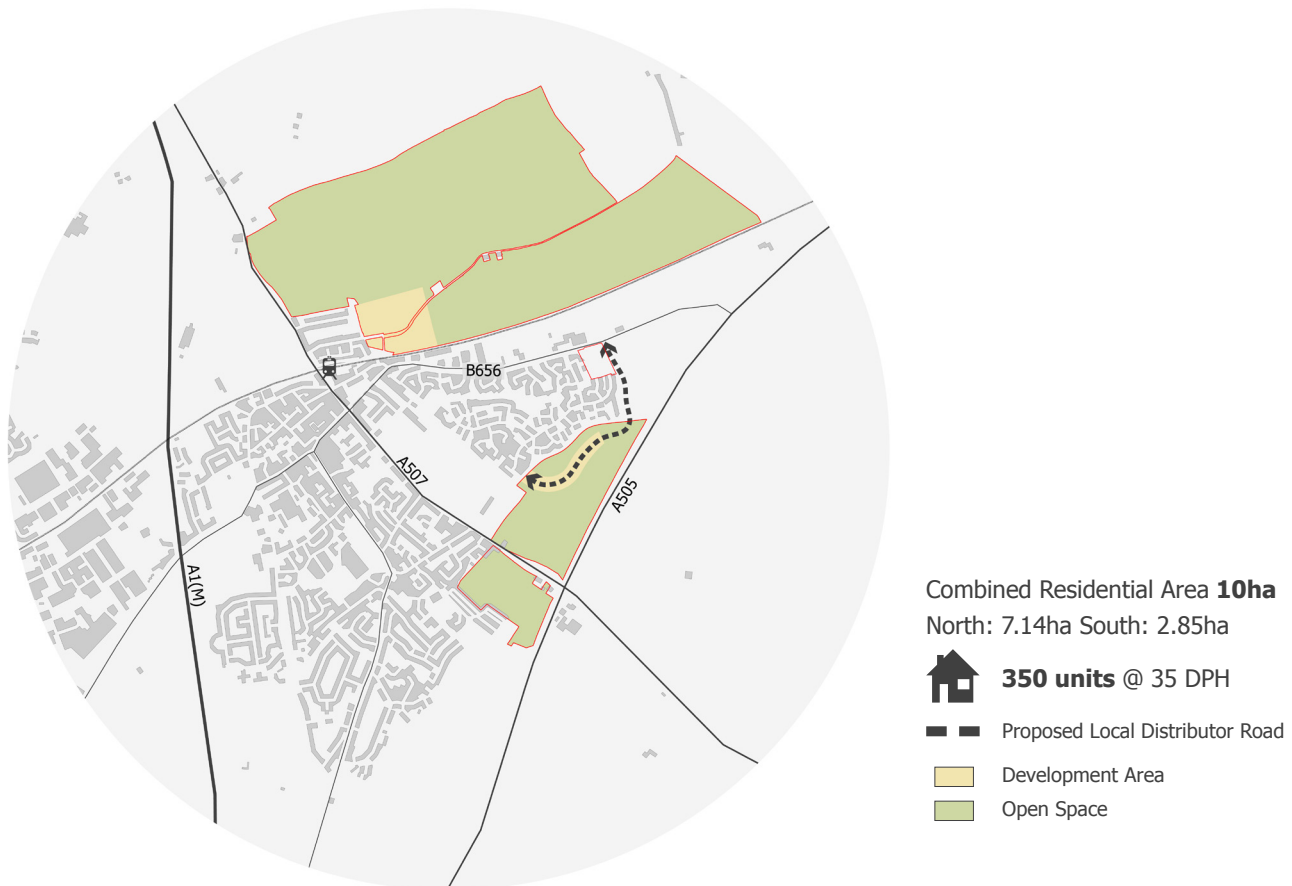 B656
A507
A505
A1(M)
Combined Residential Area 10ha
North: 7.14ha South: 2.85ha
350 units @ 35 DPH
Proposed Local Distributor Road
Development Area
Open Space